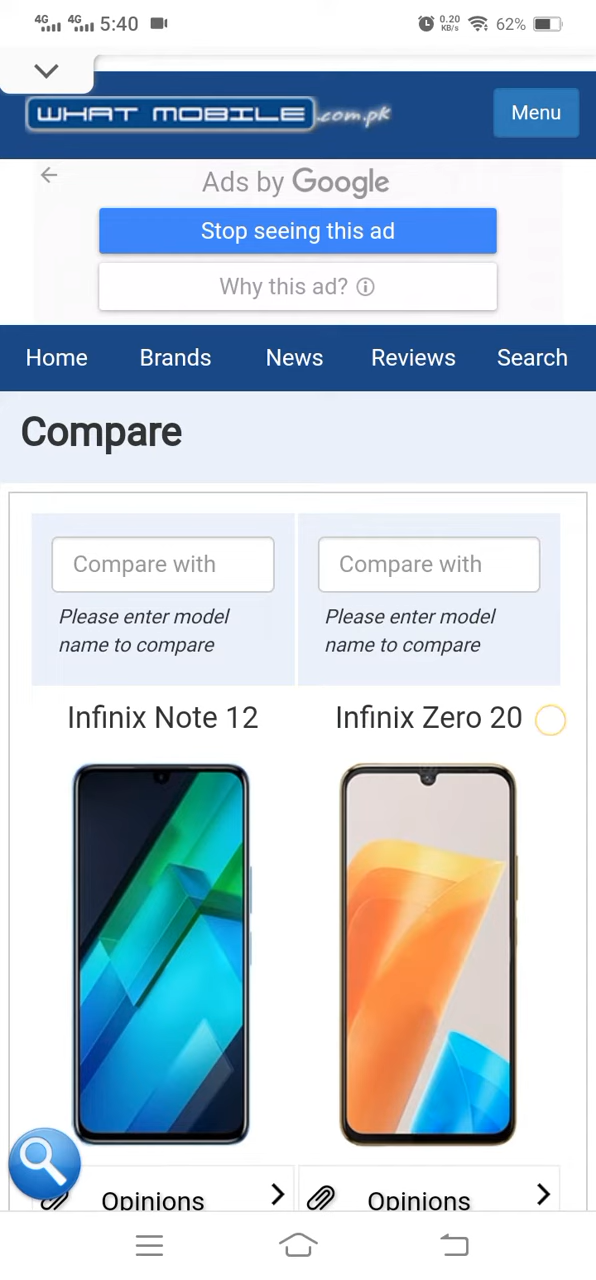 4G 4G 5:40 0.20 KB/s 62%
WHAT MOBILE.com.pk
Menu
Ads by Google
Stop seeing this ad
Why this ad?
Home Brands News Reviews Search
Compare
Compare with Compare with
Please enter model Please enter model
name to compare name to compare
Infinix Note 12 Infinix Zero 20
Opinions Opinions